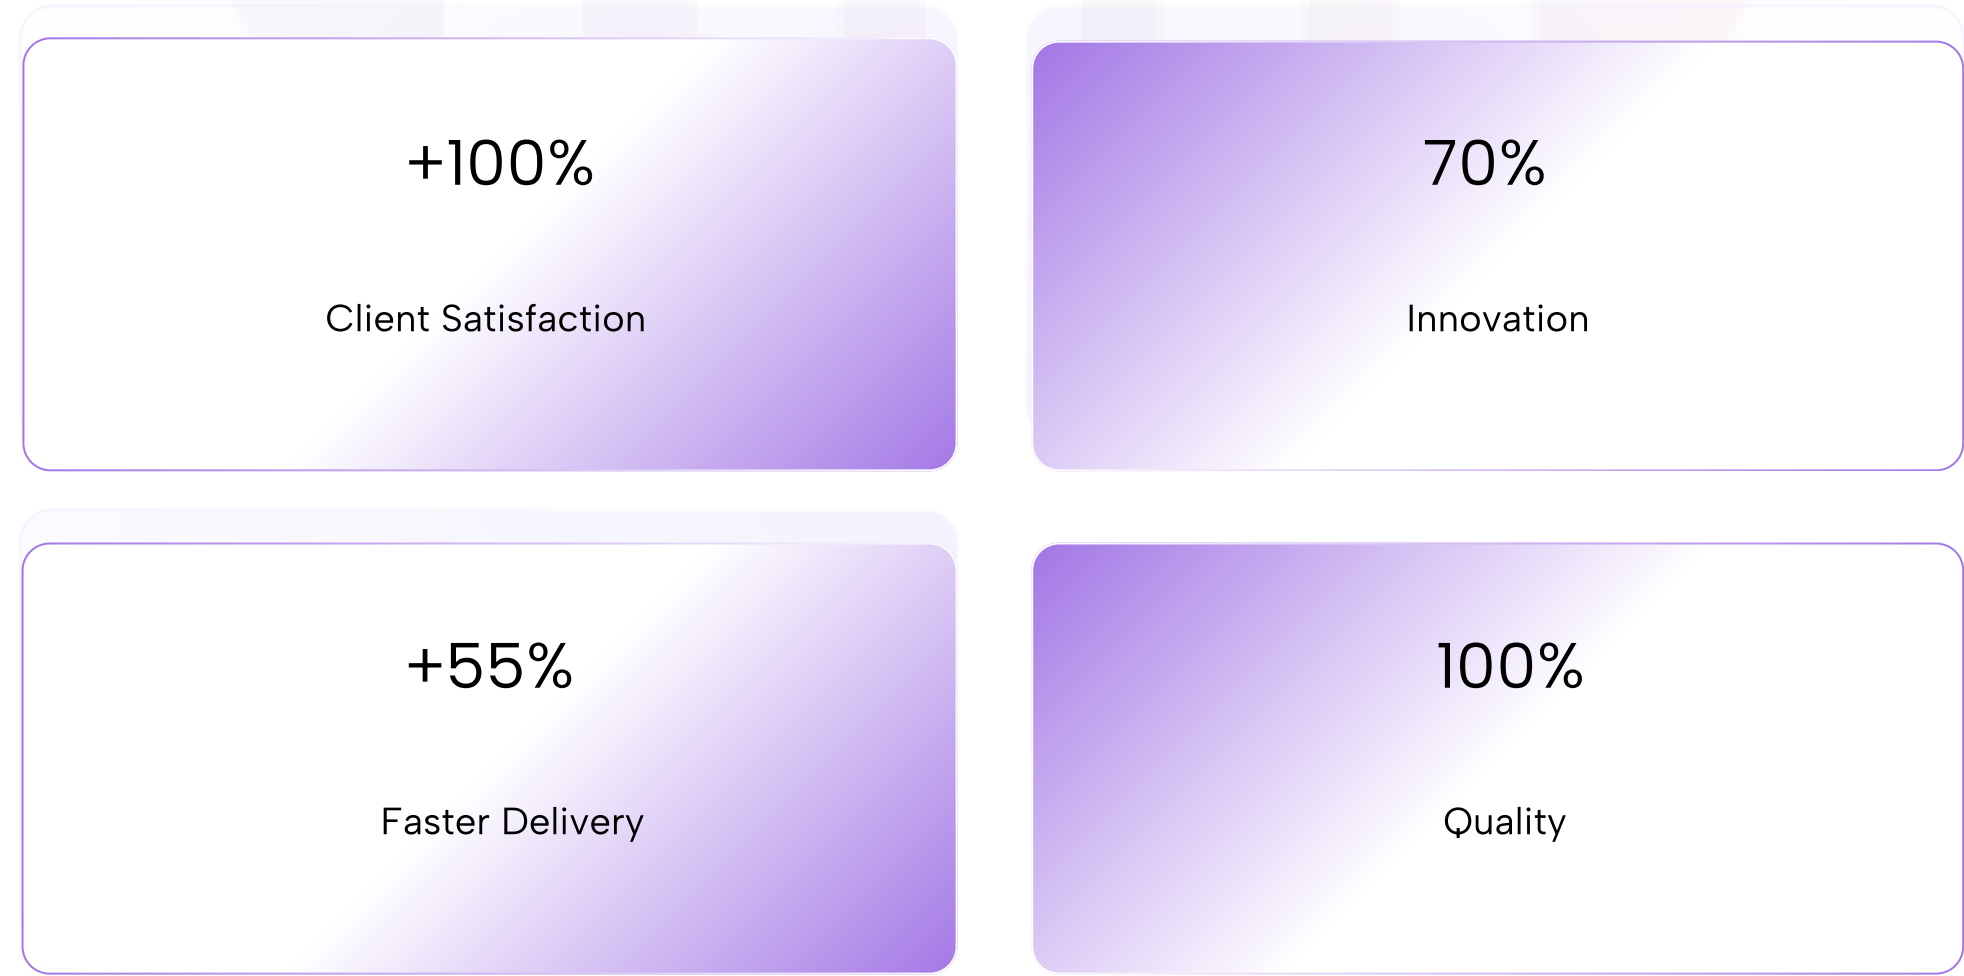 +100%
Client Satisfaction
70%
Innovation
+55%
Faster Delivery
100%
Quality